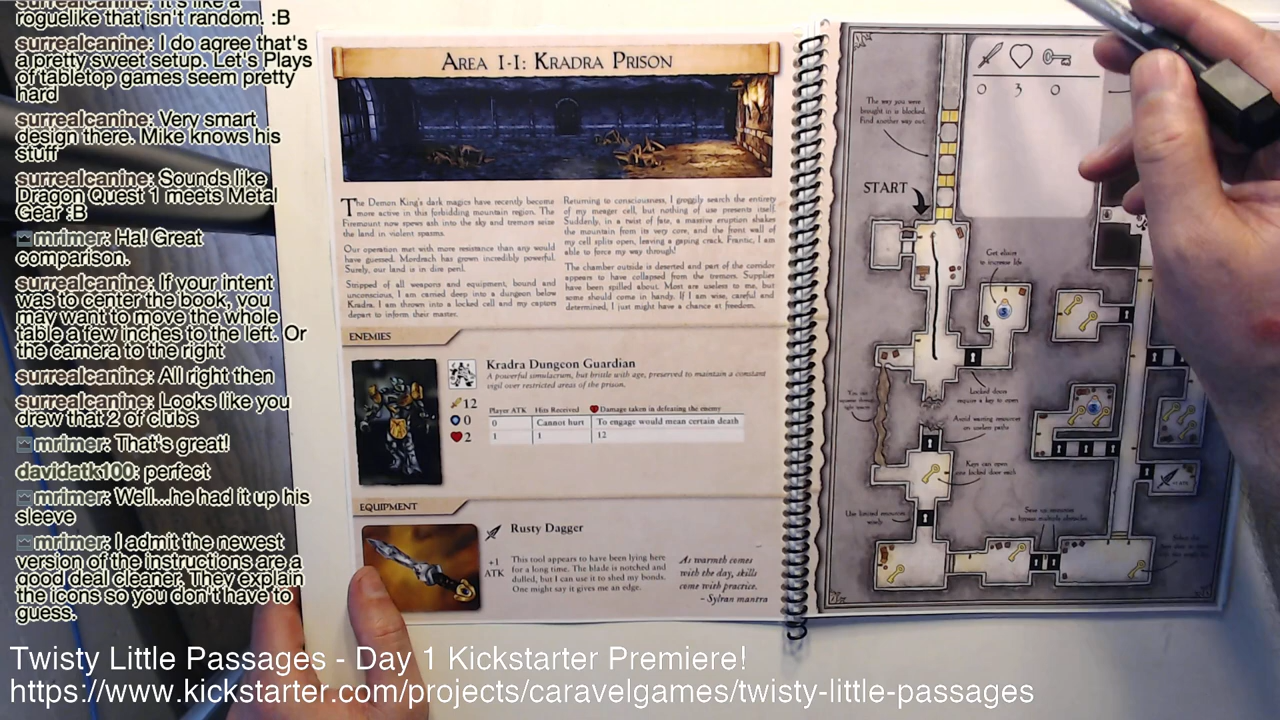 surrealcanine: It's like a
roguelike that isn't random. :B
surrealcanine: I do agree that's
a pretty sweet setup. Let's Plays
of tabletop games seem pretty
hard
surrealcanine: Very smart
design there. Mike knows his
stuff
surrealcanine: Sounds like
Dragon Quest 1 meets Metal
Gear :B
mrimer: Ha! Great
comparison.
surrealcanine: If your intent
was to center the book, you
may want to move the whole
table a few inches to the left. Or
the camera to the right
surrealcanine: All right then
surrealcanine: Looks like you
drew that 2 of clubs
mrimer: That's great!
davidatk100: perfect
mrimer: Well...he had it up his
sleeve
mrimer: I admit the newest
version of the instructions are a
good deal cleaner. They explain
the icons so you don't have to
guess.
AREA 1-1: KRADRA PRISON
The Demon King's dark magics have recently become
more active in this forbidding mountain region. The
Firemount now spews ash into the sky and tremors seize
the land in violent spasms.
Our operation met with more resistance than any would
have guessed. Mordrach has grown incredibly powerful.
Surely, our land is in dire peril.
Stripped of all weapons and equipment, bound and
unconscious, I am carried deep into a dungeon below
Kradra. I am thrown into a locked cell and my captors
depart to inform their master.
Returning to consciousness, I groggily search the entirety
of my meager cell, but nothing of use presents itself.
Suddenly, in a twist of fate, a massive eruption shakes
the mountain from its very core, and the front wall of
my cell splits open, leaving a gaping crack. Frantic, I am
able to force my way through!
The chamber outside is deserted and part of the corridor
appears to have collapsed from the tremors. Supplies
have been spilled about. Most are useless to me, but
some should come in handy. If I am wise, careful and
determined, I just might have a chance at freedom.
ENEMIES
Kradra Dungeon Guardian
A powerful simulacrum, but brittle with age, preserved to maintain a constant
vigil over restricted areas of the prison.
12
0
2
Player ATK Hits Received Damage taken in defeating the enemy
0 Cannot hurt To engage would mean certain death
1 1 12
EQUIPMENT
Rusty Dagger
+1
ATK
This tool appears to have been lying here
for a long time. The blade is notched and
dulled, but I can use it to shed my bonds.
One might say it gives me an edge.
As warmth comes
with the day, skills
come with practice.
- Sylvan mantra
0 3 0
The way you were
brought in is blocked.
Find another way out.
START
Get elixirs
to increase life
Locked doors
require a key to open
Avoid wasting resources
on useless paths
Keys can open
one locked door each
Use limited resources
wisely
Save up resources
to bypass multiple obstacles
Twisty Little Passages - Day 1 Kickstarter Premiere!
https://www.kickstarter.com/projects/caravelgames/twisty-little-passages